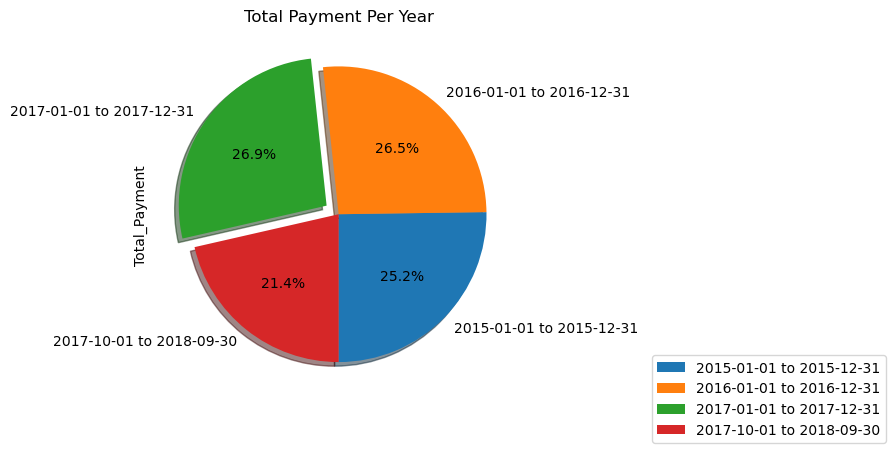 Total Payment Per Year
2016-01-01 to 2016-12-31
2017-01-01 to 2017-12-31
26.5%
26.9%
Total_Payment
25.2%
21.4%
2015-01-01 to 2015-12-31
2017-10-01 to 2018-09-30
2015-01-01 to 2015-12-31
2016-01-01 to 2016-12-31
2017-01-01 to 2017-12-31
2017-10-01 to 2018-09-30